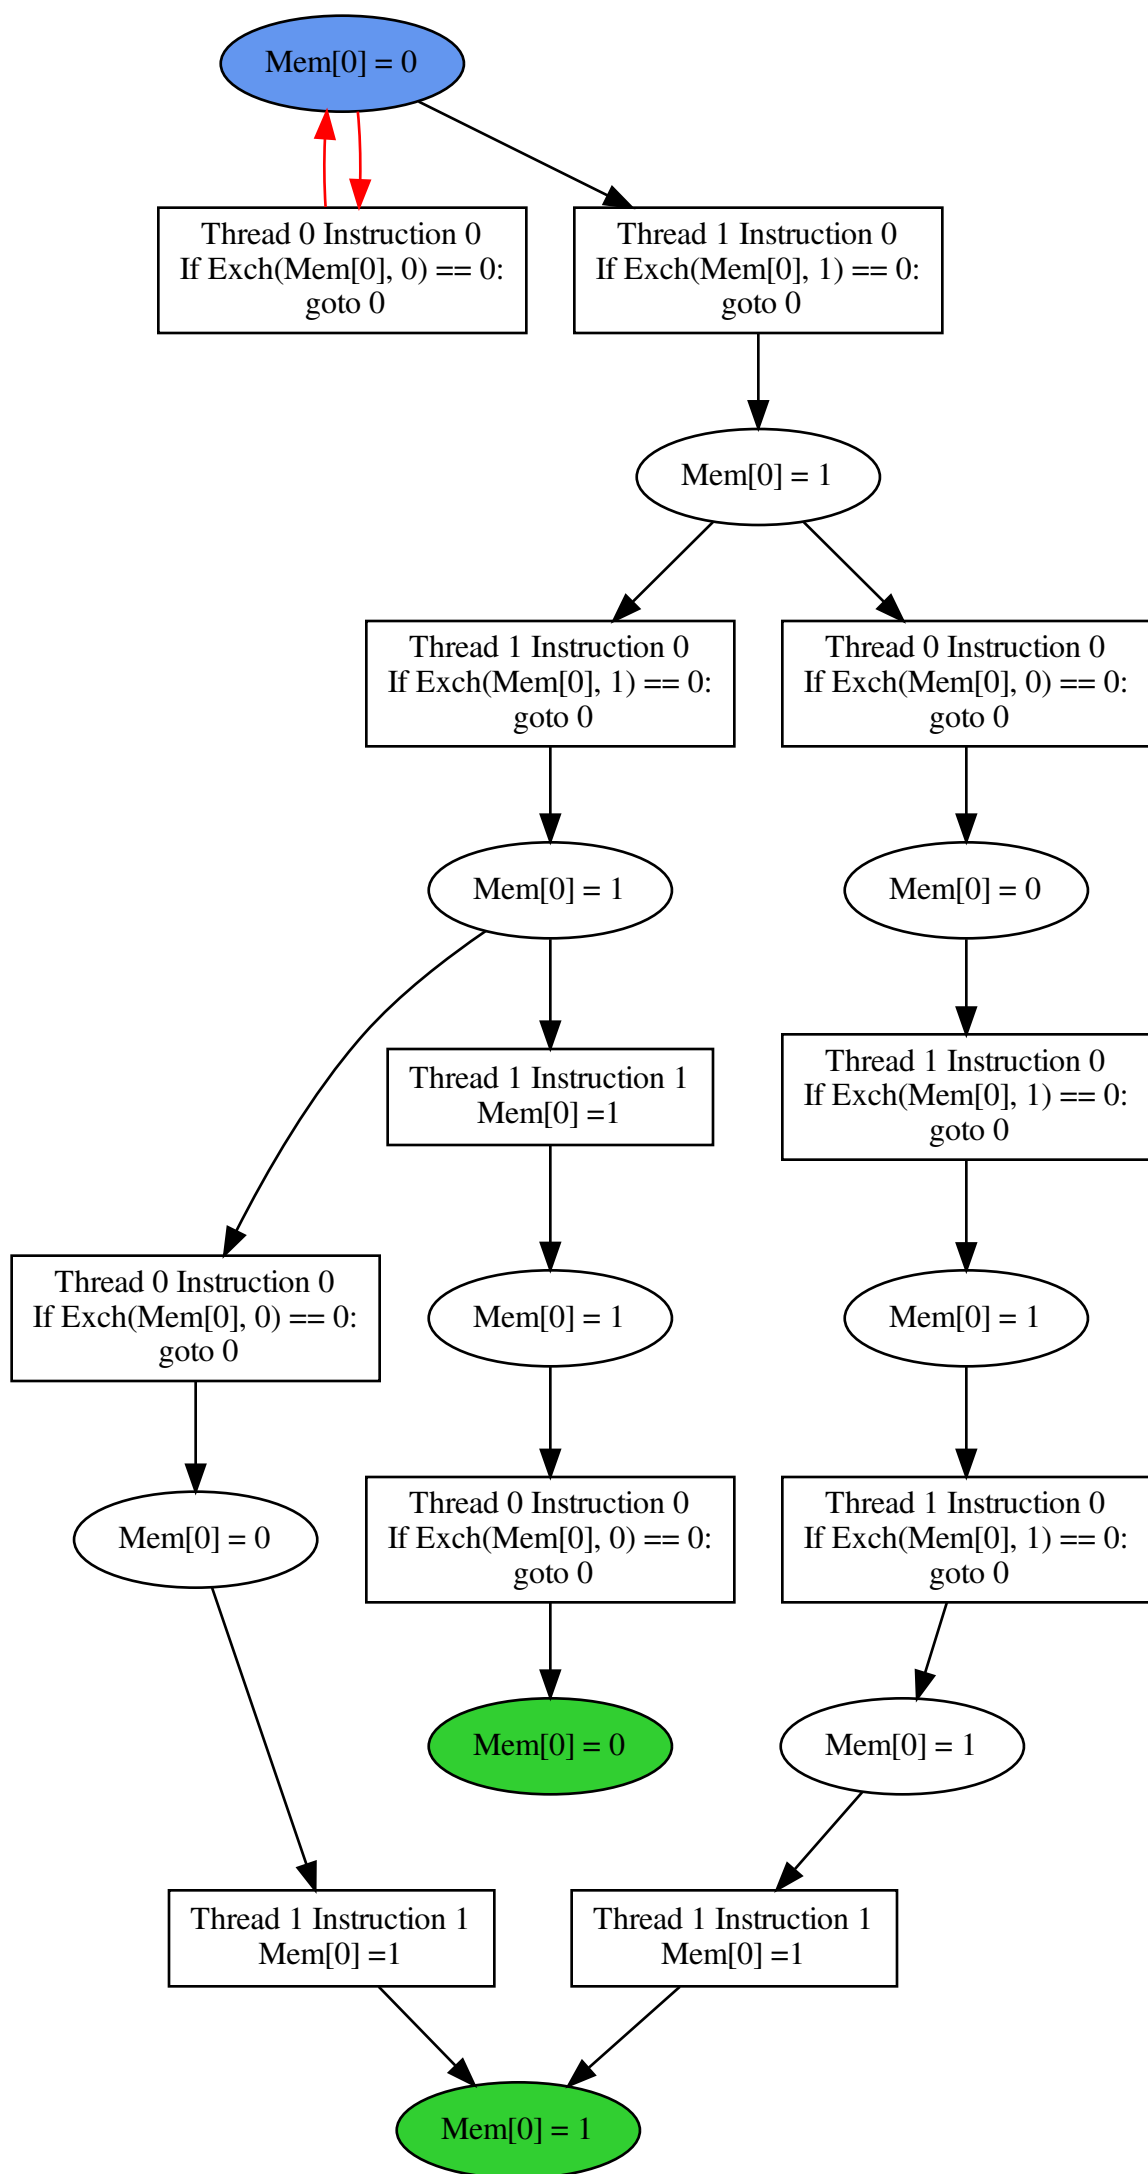 Mem[0] = 0
Thread 0 Instruction 0
If Exch(Mem[0], 0) == 0:
goto 0
Thread 1 Instruction 0
If Exch(Mem[0], 1) == 0:
goto 0
Mem[0] = 1
Thread 1 Instruction 0
If Exch(Mem[0], 1) == 0:
goto 0
Thread 0 Instruction 0
If Exch(Mem[0], 0) == 0:
goto 0
Mem[0] = 1
Mem[0] = 0
Thread 1 Instruction 1
Mem[0] =1
Thread 1 Instruction 0
If Exch(Mem[0], 1) == 0:
goto 0
Thread 0 Instruction 0
If Exch(Mem[0], 0) == 0:
goto 0
Mem[0] = 1
Mem[0] = 1
Mem[0] = 0
Thread 0 Instruction 0
If Exch(Mem[0], 0) == 0:
goto 0
Thread 1 Instruction 0
If Exch(Mem[0], 1) == 0:
goto 0
Mem[0] = 0
Mem[0] = 1
Thread 1 Instruction 1
Mem[0] =1
Thread 1 Instruction 1
Mem[0] =1
Mem[0] = 1